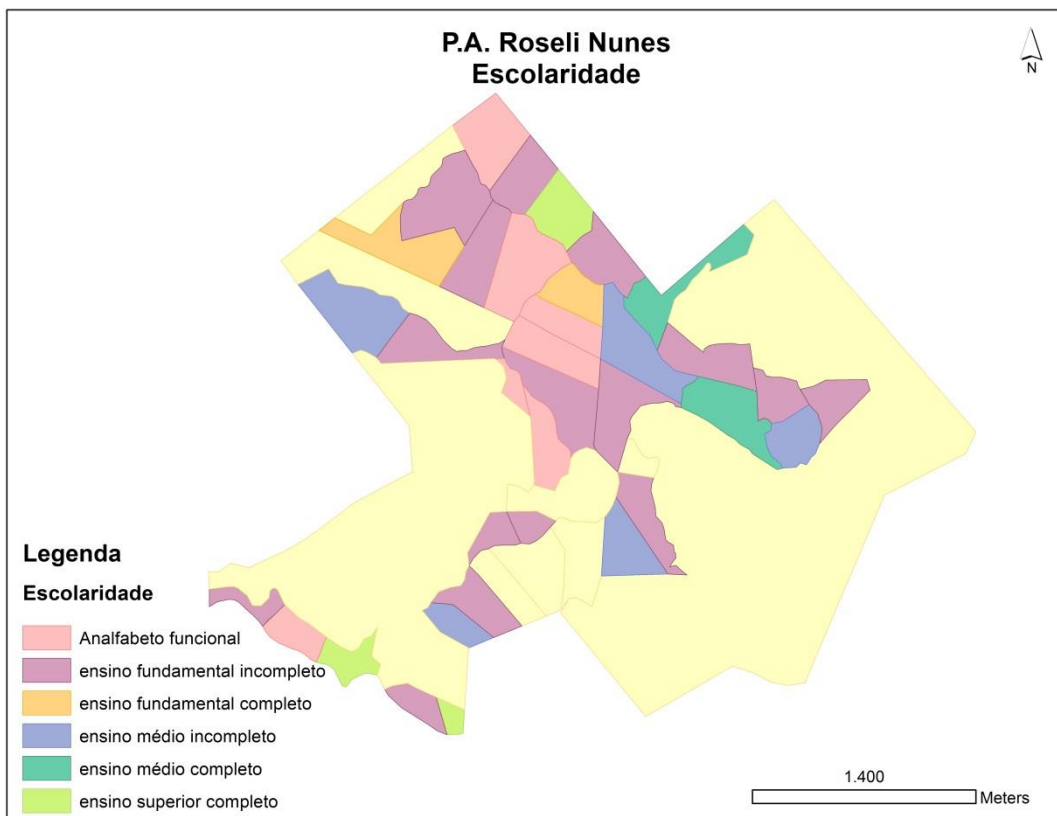 P.A. Roseli Nunes
Escolaridade
N
Legenda
Escolaridade
Analfabeto funcional
ensino fundamental incompleto
ensino fundamental completo
ensino médio incompleto
ensino médio completo
ensino superior completo
1.400
Meters